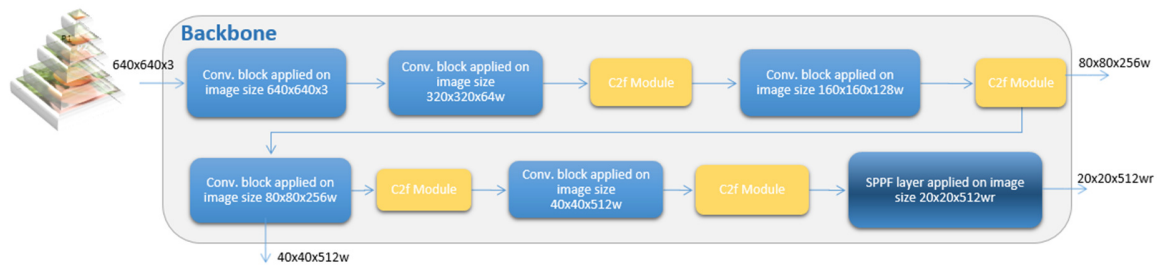 Backbone
640x640x3
Conv. block applied on
image size 640x640x3
Conv. block applied on
image size
320x320x64w
C2f Module
Conv. block applied on
image size 160x160x128w
C2f Module
80x80x256w
Conv. block applied on
image size 80x80x256w
C2f Module
Conv. block applied on
image size
40x40x512w
C2f Module
SPPF layer applied on image
size 20x20x512wr
20x20x512wr
40x40x512w